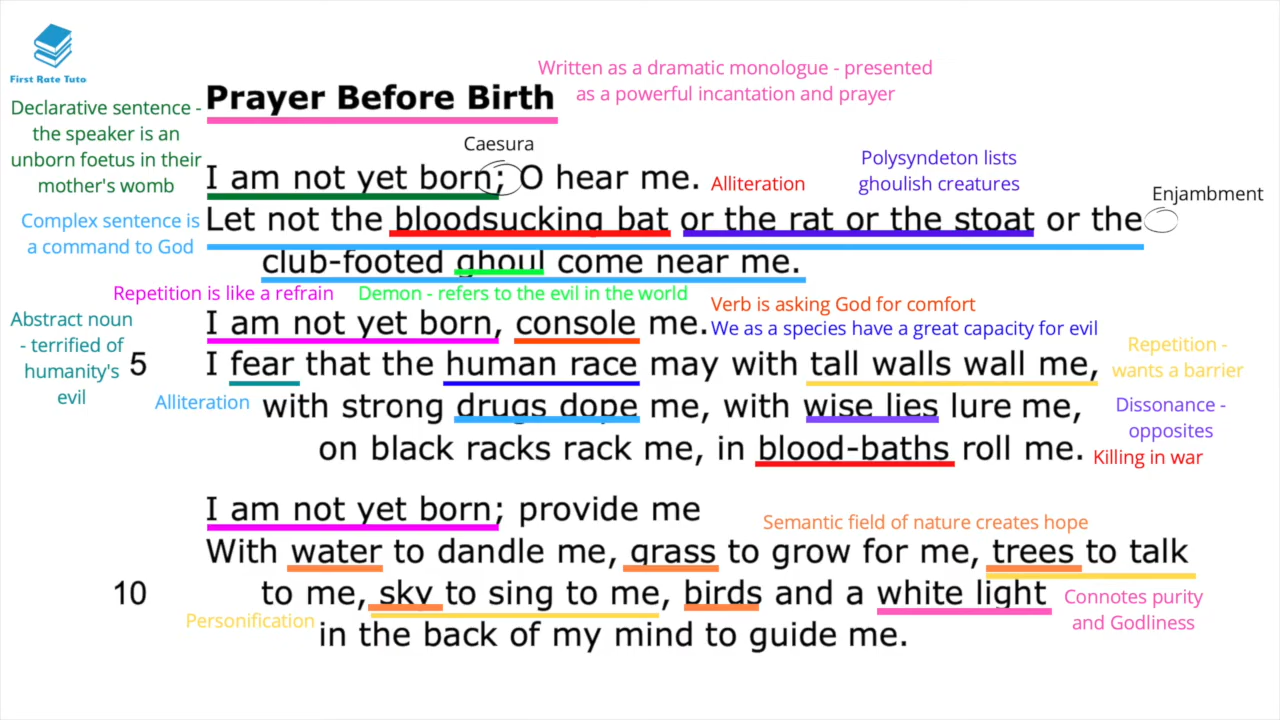 First Rate Tuto
Written as a dramatic monologue - presented
as a powerful incantation and prayer
Prayer Before Birth
Declarative sentence -
the speaker is an
unborn foetus in their
mother's womb
Caesura
Polysyndeton lists
ghoulish creatures
I am not yet born; O hear me.
Alliteration
Enjambment
Complex sentence is
a command to God
Let not the bloodsucking bat or the rat or the stoat or the
club-footed ghoul come near me.
Repetition is like a refrain
Demon - refers to the evil in the world
Verb is asking God for comfort
Abstract noun
- terrified of
humanity's
evil
I am not yet born, console me.
We as a species have a great capacity for evil
Repetition -
wants a barrier
5 I fear that the human race may with tall walls wall me,
Alliteration
with strong drugs dope me, with wise lies lure me,
Dissonance -
opposites
on black racks rack me, in blood-baths roll me.
Killing in war
I am not yet born; provide me
Semantic field of nature creates hope
With water to dandle me, grass to grow for me, trees to talk
10 to me, sky to sing to me, birds and a white light
Connotes purity
and Godliness
Personification
in the back of my mind to guide me.